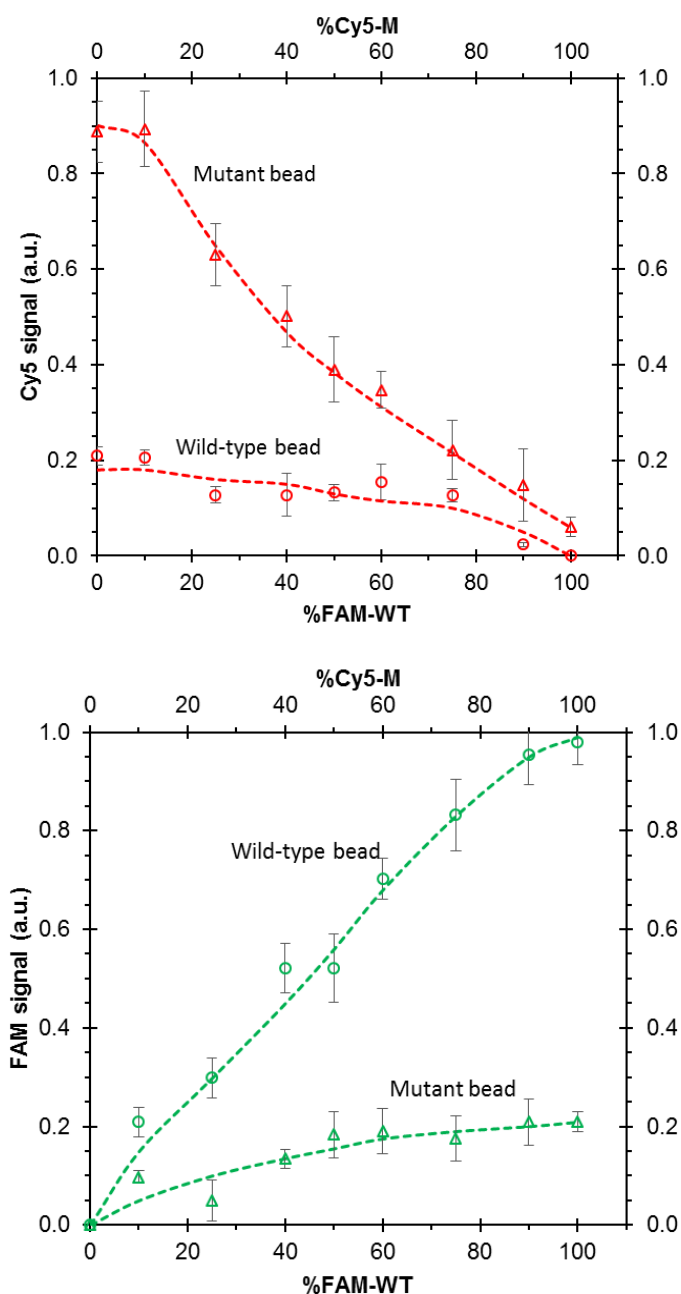 %Cy5-M
0 20 40 60 80 100
1.0 1.0
0.8 0.8
Mutant bead
0.6 0.6
Cy5 signal (a.u.)
0.4 0.4
Wild-type bead
0.2 0.2
0.0 0.0
0 20 40 60 80 100
%FAM-WT
%Cy5-M
0 20 40 60 80 100
1.0 1.0
0.8 0.8
Wild-type bead
0.6 0.6
FAM signal (a.u.)
0.4 0.4
Mutant bead
0.2 0.2
0.0 0.0
0 20 40 60 80 100
%FAM-WT